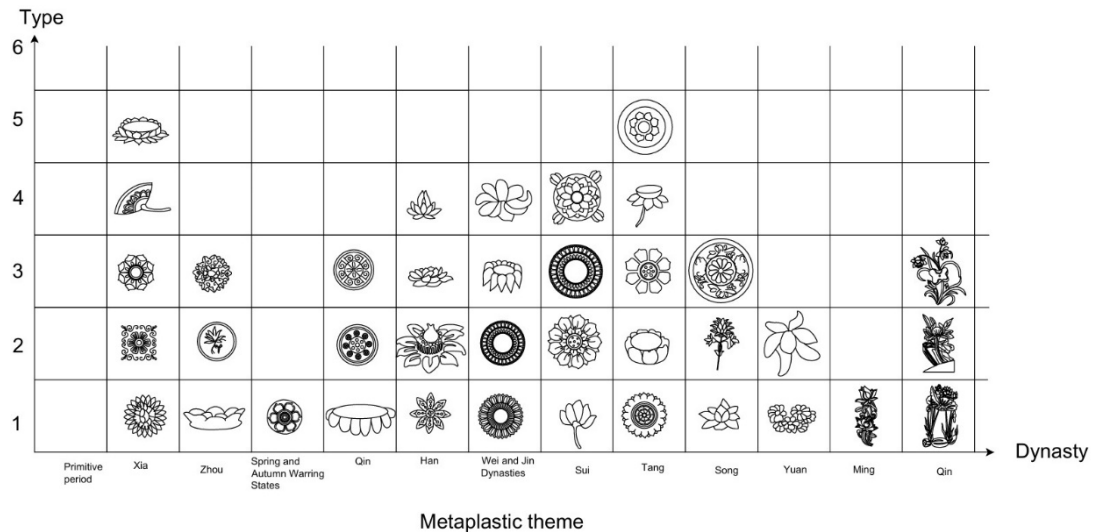 Type
6
5
4
3
2
1
Primitive
period
Xia
Zhou
Spring and
Autumn Warring
States
Qin
Han
Wei and Jin
Dynasties
Sui
Tang
Song
Yuan
Ming
Qin
Dynasty
Metaplastic theme